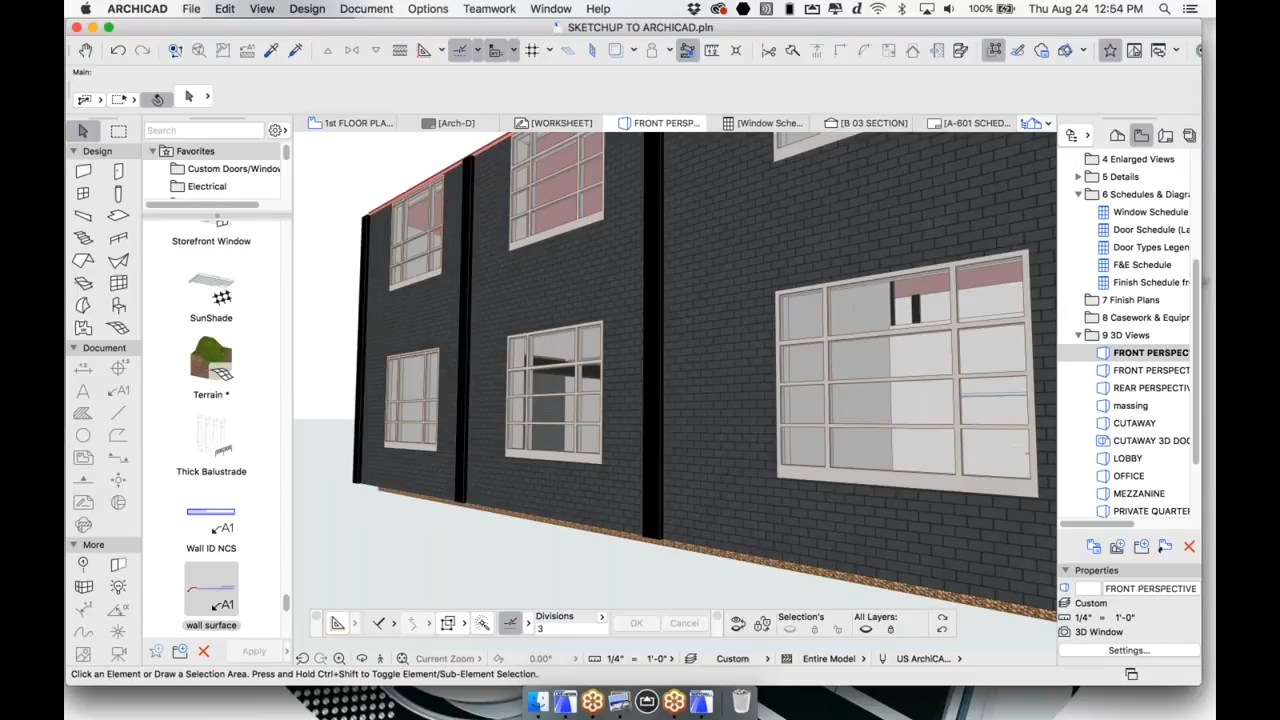 ARCHICAD File Edit View Design Document Options Teamwork Window Help 100% Thu Aug 24 12:54 PM
SKETCHUP TO ARCHICAD.pln
Main:
1st FLOOR PLA...
[Arch-D]
[WORKSHEET]
FRONT PERSP...
[Window Sche...
[B 03 SECTION]
[A-601 SCHED...
Search
Design
Favorites
Custom Doors/Window
Electrical
Storefront Window
SunShade
Terrain *
Thick Balustrade
A1
Wall ID NCS
A1
wall surface
Apply
Document
A
A1
More
4 Enlarged Views
5 Details
6 Schedules & Diagra
Window Schedule
Door Schedule (La
Door Types Legen
F&E Schedule
Finish Schedule fr
7 Finish Plans
8 Casework & Equip
9 3D Views
FRONT PERSPEC
FRONT PERSPECT
REAR PERSPECTIV
massing
CUTAWAY
CUTAWAY 3D DOC
LOBBY
OFFICE
MEZZANINE
PRIVATE QUARTER
Properties
FRONT PERSPECTIVE
Custom
1/4" = 1'-0"
3D Window
Settings...
Divisions
3
OK
Cancel
Selection's
All Layers:
Current Zoom
0.00°
1/4" = 1'-0"
Custom
Entire Model
US ArchiCA...
Click an Element or Draw a Selection Area. Press and Hold Ctrl+Shift to Toggle Element/Sub-Element Selection.